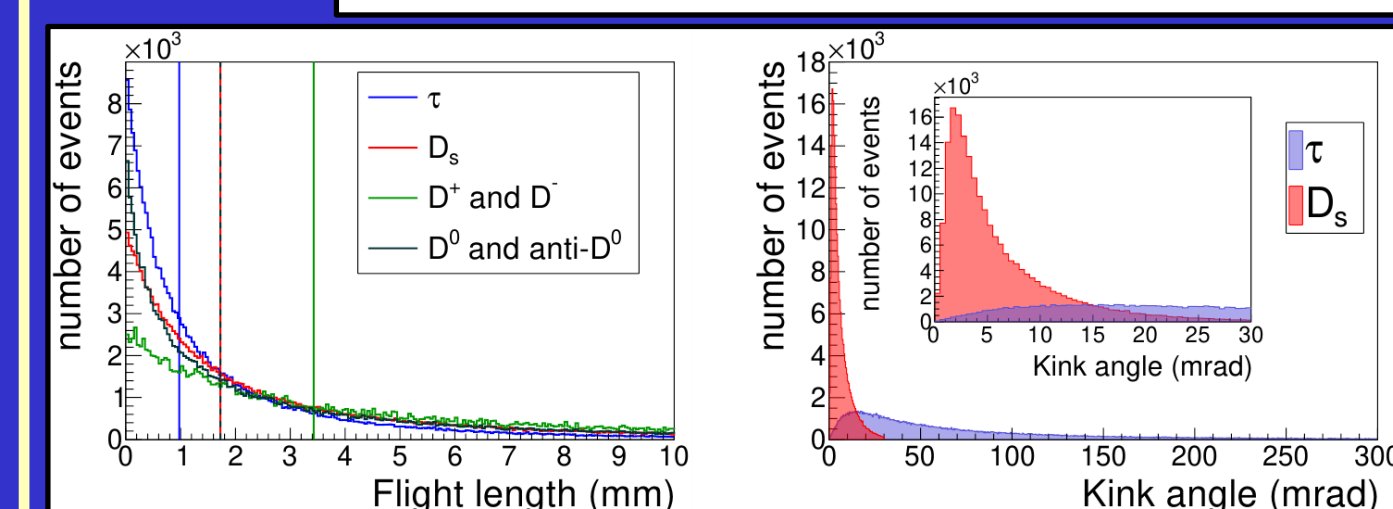 ×10³
number of events
8
7
6
5
4
3
2
1
0
0 1 2 3 4 5 6 7 8 9 10
Flight length (mm)
τ
Dₛ
D⁺ and D⁻
D⁰ and anti-D⁰
×10³
number of events
18
16
14
12
10
8
6
4
2
0
0 50 100 150 200 250 300
Kink angle (mrad)
×10³
number of events
16
14
12
10
8
6
4
2
0
0 5 10 15 20 25 30
Kink angle (mrad)
τ
Dₛ